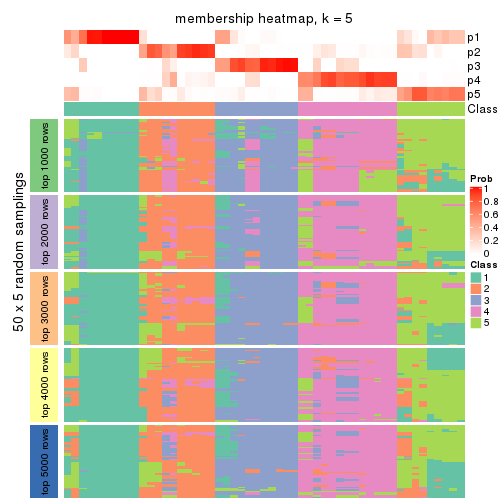 membership heatmap, k = 5
p1
p2
p3
p4
p5
Class
50 x 5 random samplings
top 1000 rows
top 2000 rows
top 3000 rows
top 4000 rows
top 5000 rows
Prob
1
0.8
0.6
0.4
0.2
0
Class
1
2
3
4
5